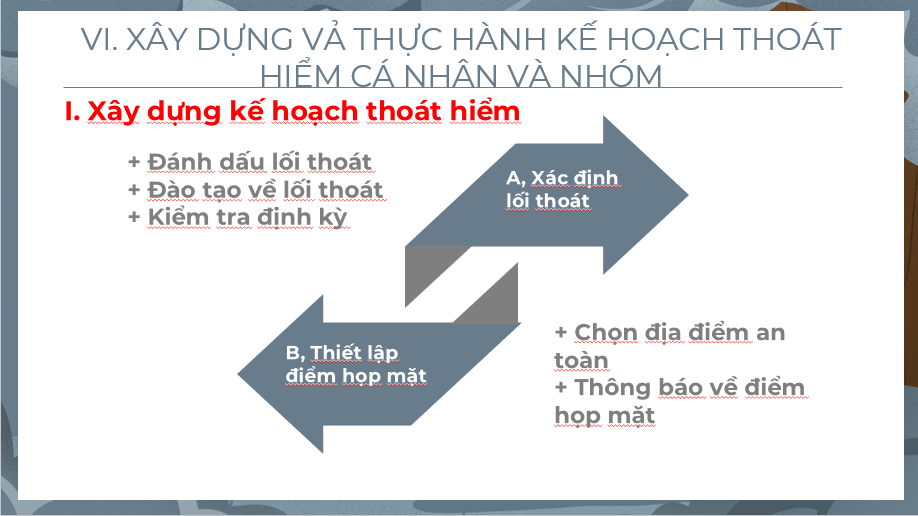 VI. XÂY DỰNG VẢ THỰC HÀNH KẾ HOẠCH THOÁT
HIỂM CÁ NHÂN VÀ NHÓM
I. Xây dựng kế hoạch thoát hiểm
+ Đánh dấu lối thoát
+ Đào tạo về lối thoát
+ Kiểm tra định kỳ
A, Xác định
lối thoát
B, Thiết lập
điểm họp mặt
+ Chọn địa điểm an
toàn
+ Thông báo về điểm
họp mặt